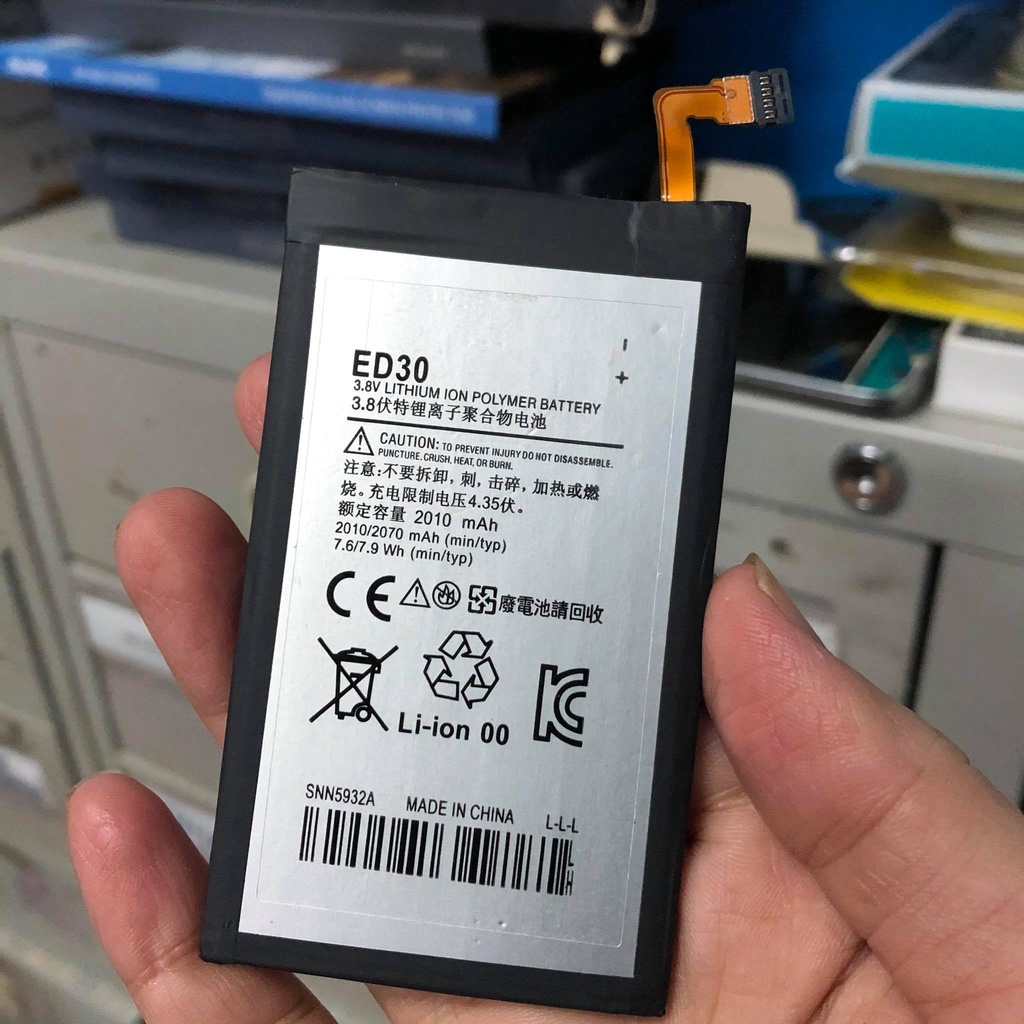 ED30
3.8V LITHIUM ION POLYMER BATTERY
3.8伏特锂离子聚合物电池
CAUTION: TO PREVENT INJURY DO NOT DISASSEMBLE.
PUNCTURE. CRUSH, HEAT, OR BURN.
注意:不要拆卸, 刺, 击碎, 加热或燃
烧。充电限制电压4.35伏。
额定容量 2010 mAh
2010/2070 mAh (min/typ)
7.6/7.9 Wh (min/typ)
CE 廢電池請回收
Li-ion 00
SNN5932A MADE IN CHINA L-L-L
L
H